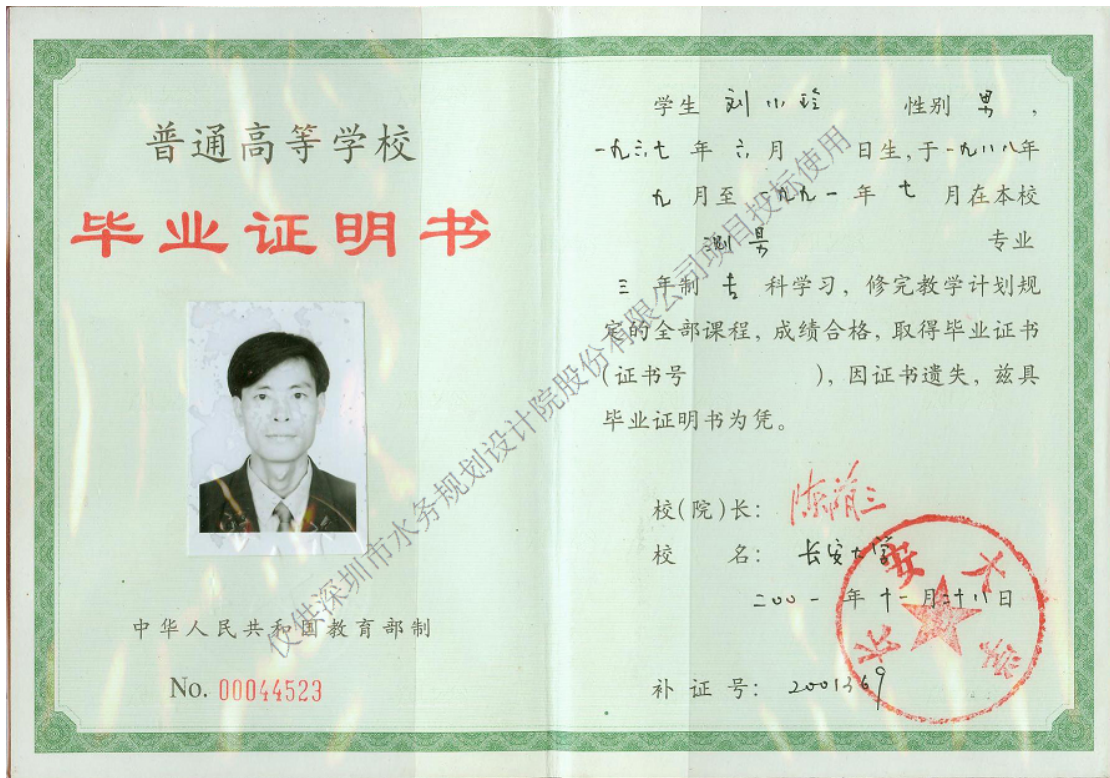 普通高等学校
毕业证明书
中华人民共和国教育部制
No. 00044523
学生 刘小玲 性别 男，
一九六七 年 六 月 日生，于一九八八年
九 月至 一九九一 年 七 月在本校
测男 专业
三 年制 专 科学习，修完教学计划规
定的全部课程，成绩合格，取得毕业证书
(证书号 )，因证书遗失，兹具
毕业证明书为凭。
校(院)长：
校 名： 长安大学
二00一 年 十一 月 二十八 日
补 证 号： 2001369
长安大学
仅供深圳市水务规划设计院股份有限公司项目投标使用